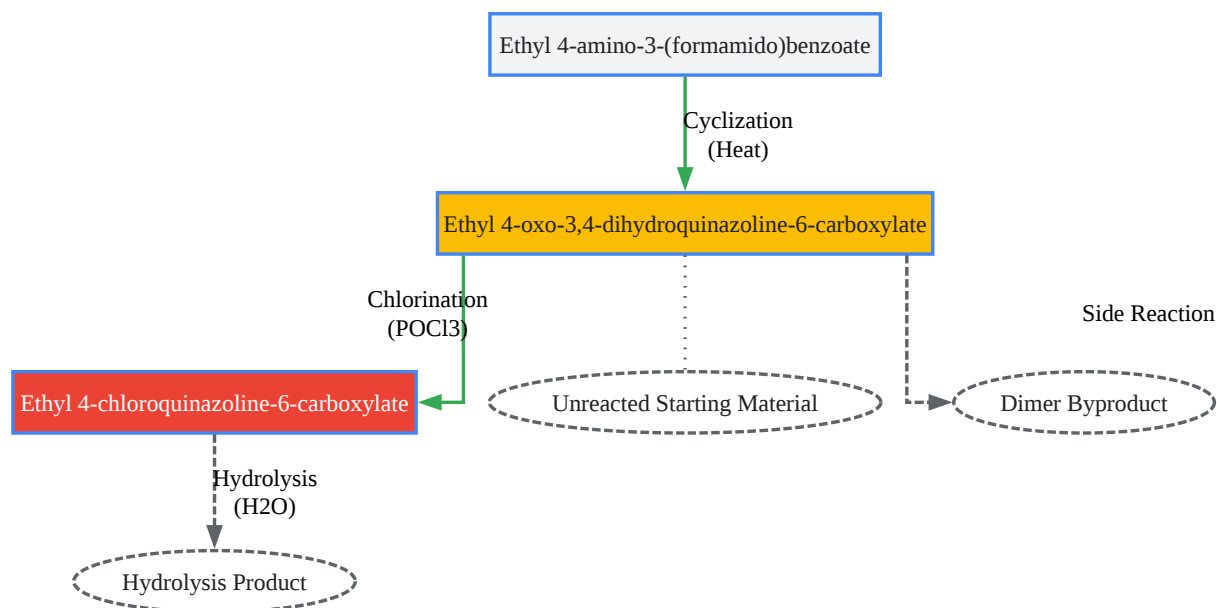 Ethyl 4-amino-3-(formamido)benzoate
Cyclization
(Heat)
Ethyl 4-oxo-3,4-dihydroquinazoline-6-carboxylate
Chlorination
(POCl3)
Side Reaction
Ethyl 4-chloroquinazoline-6-carboxylate
Unreacted Starting Material
Dimer Byproduct
Hydrolysis
(H2O)
Hydrolysis Product